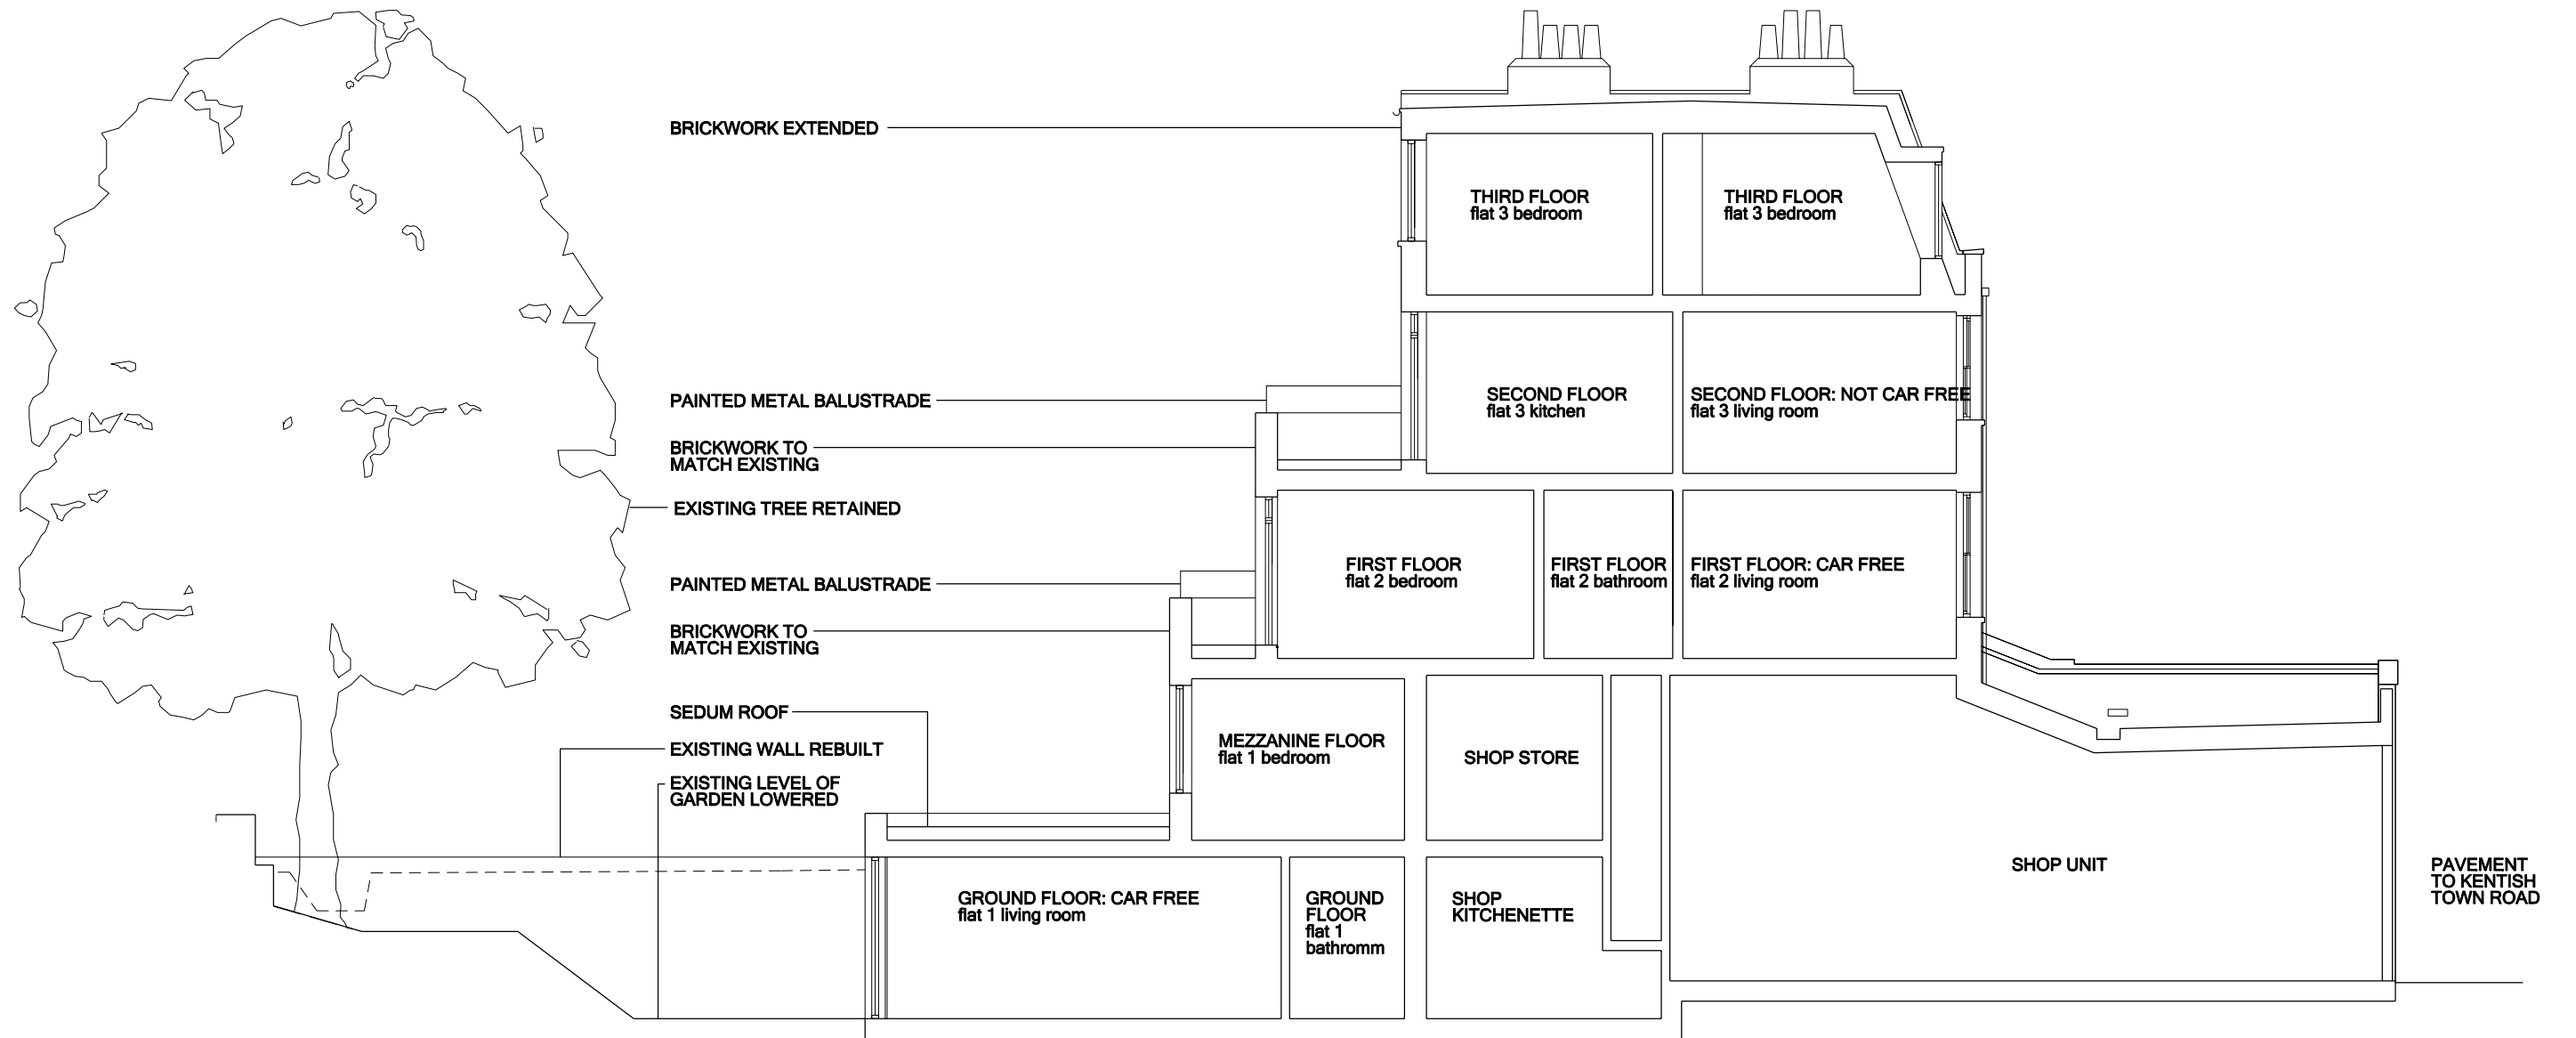 BRICKWORK EXTENDED
THIRD FLOOR
flat 3 bedroom
THIRD FLOOR
flat 3 bedroom
PAINTED METAL BALUSTRADE
SECOND FLOOR
flat 3 kitchen
SECOND FLOOR: NOT CAR FREE
flat 3 living room
BRICKWORK TO
MATCH EXISTING
EXISTING TREE RETAINED
PAINTED METAL BALUSTRADE
FIRST FLOOR
flat 2 bedroom
FIRST FLOOR
flat 2 bathroom
FIRST FLOOR: CAR FREE
flat 2 living room
BRICKWORK TO
MATCH EXISTING
SEDUM ROOF
EXISTING WALL REBUILT
EXISTING LEVEL OF
GARDEN LOWERED
MEZZANINE FLOOR
flat 1 bedroom
SHOP STORE
GROUND FLOOR: CAR FREE
flat 1 living room
GROUND
FLOOR
flat 1
bathromm
SHOP
KITCHENETTE
SHOP UNIT
PAVEMENT
TO KENTISH
TOWN ROAD